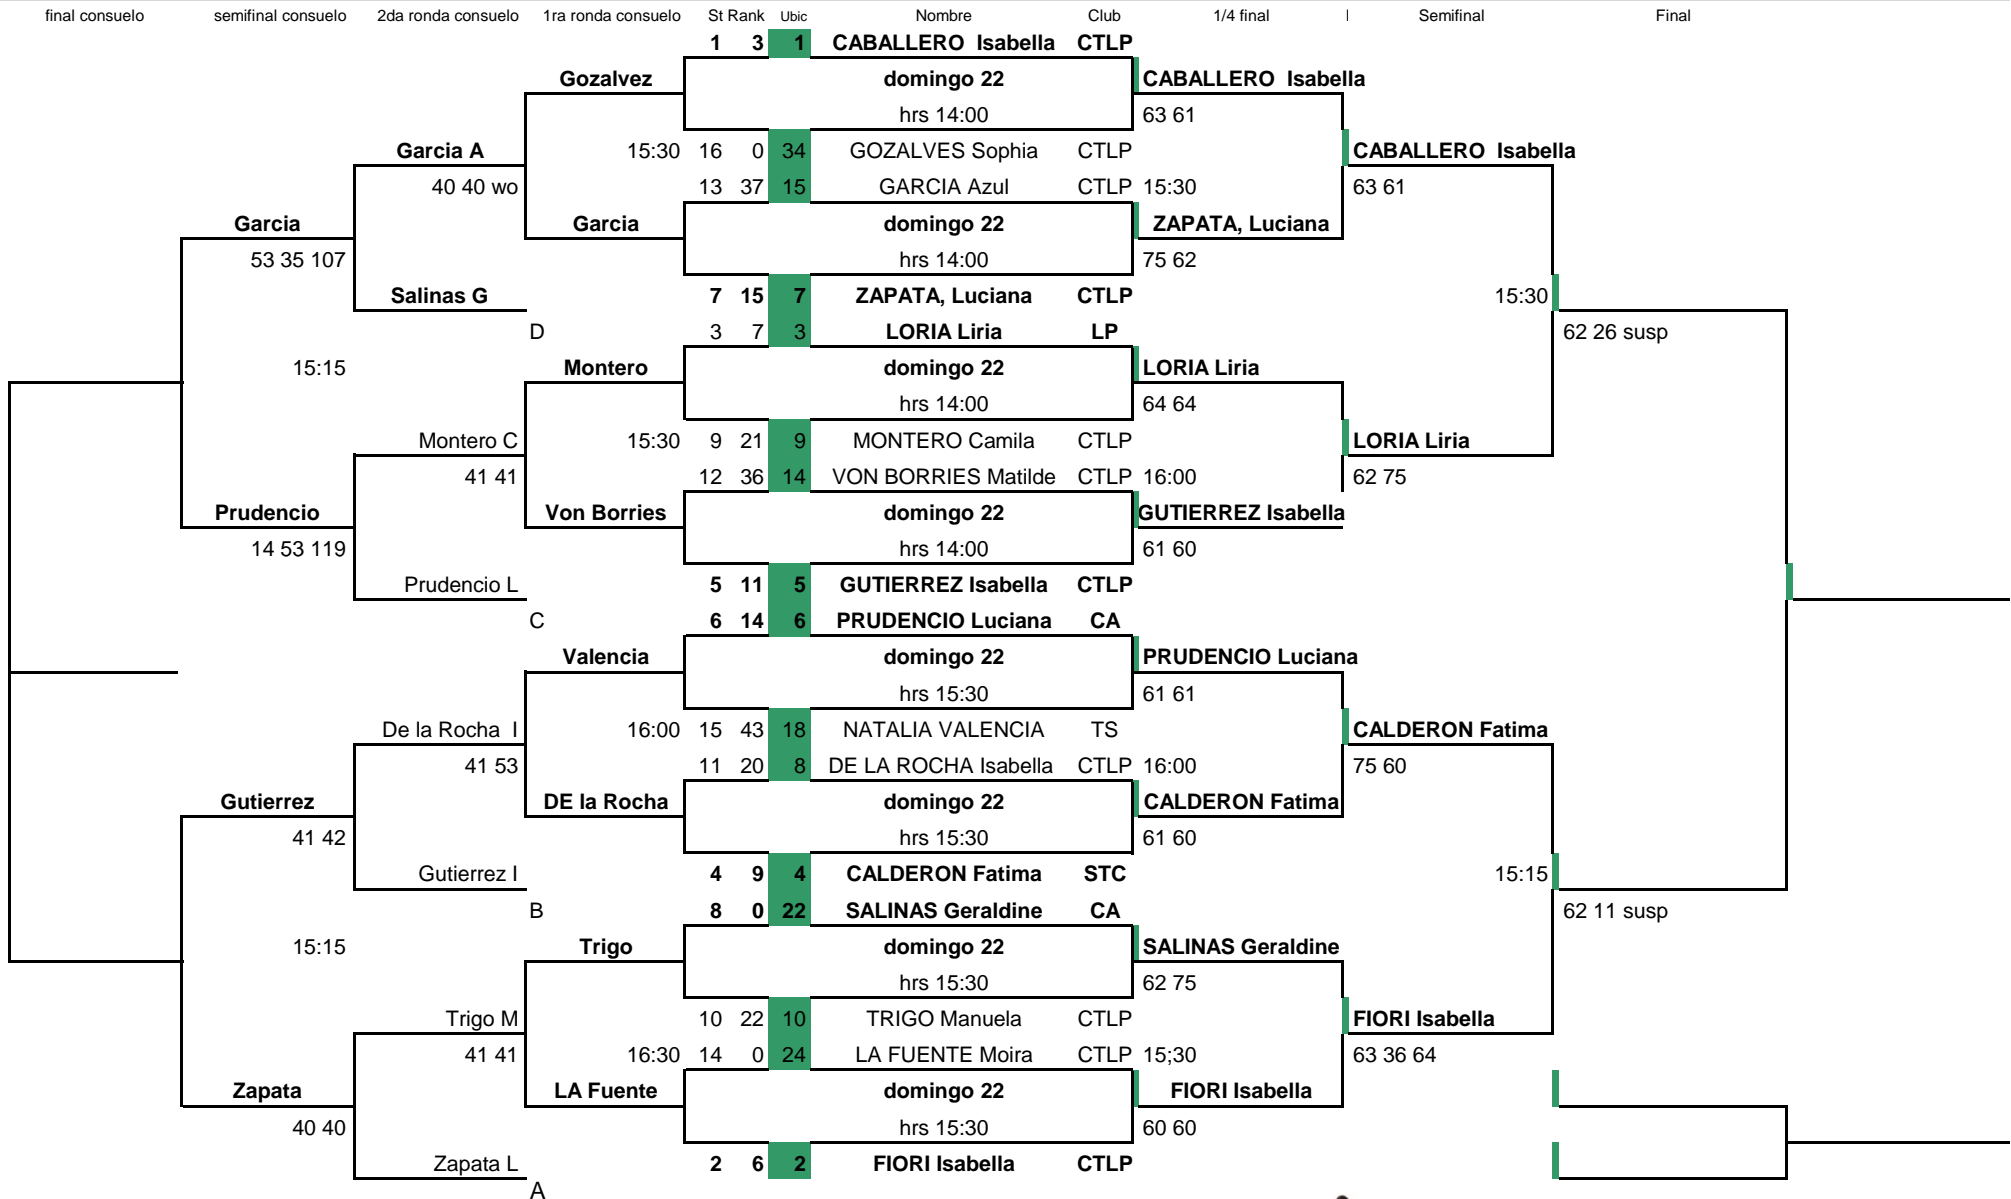 final consuelo semifinal consuelo 2da ronda consuelo 1ra ronda consuelo St Rank Ubic Nombre Club 1/4 final l Semifinal Final
1 3 1 CABALLERO Isabella CTLP
Gozalvez domingo 22 CABALLERO Isabella
hrs 14:00 63 61
Garcia A 15:30 16 0 34 GOZALVES Sophia CTLP CABALLERO Isabella
40 40 wo 13 37 15 GARCIA Azul CTLP 15:30 63 61
Garcia Garcia domingo 22 ZAPATA, Luciana
53 35 107 hrs 14:00 75 62
Salinas G 7 15 7 ZAPATA, Luciana CTLP 15:30
D 3 7 3 LORIA Liria LP 62 26 susp
15:15 Montero domingo 22 LORIA Liria
hrs 14:00 64 64
Montero C 15:30 9 21 9 MONTERO Camila CTLP LORIA Liria
41 41 12 36 14 VON BORRIES Matilde CTLP 16:00 62 75
Prudencio Von Borries domingo 22 GUTIERREZ Isabella
14 53 119 hrs 14:00 61 60
Prudencio L 5 11 5 GUTIERREZ Isabella CTLP
C 6 14 6 PRUDENCIO Luciana CA
Valencia domingo 22 PRUDENCIO Luciana
hrs 15:30 61 61
De la Rocha I 16:00 15 43 18 NATALIA VALENCIA TS CALDERON Fatima
41 53 11 20 8 DE LA ROCHA Isabella CTLP 16:00 75 60
Gutierrez DE la Rocha domingo 22 CALDERON Fatima
41 42 hrs 15:30 61 60
Gutierrez I 4 9 4 CALDERON Fatima STC 15:15
B 8 0 22 SALINAS Geraldine CA 62 11 susp
15:15 Trigo domingo 22 SALINAS Geraldine
hrs 15:30 62 75
Trigo M 10 22 10 TRIGO Manuela CTLP FIORI Isabella
41 41 16:30 14 0 24 LA FUENTE Moira CTLP 15;30 63 36 64
Zapata LA Fuente domingo 22 FIORI Isabella
40 40 hrs 15:30 60 60
Zapata L 2 6 2 FIORI Isabella CTLP
A